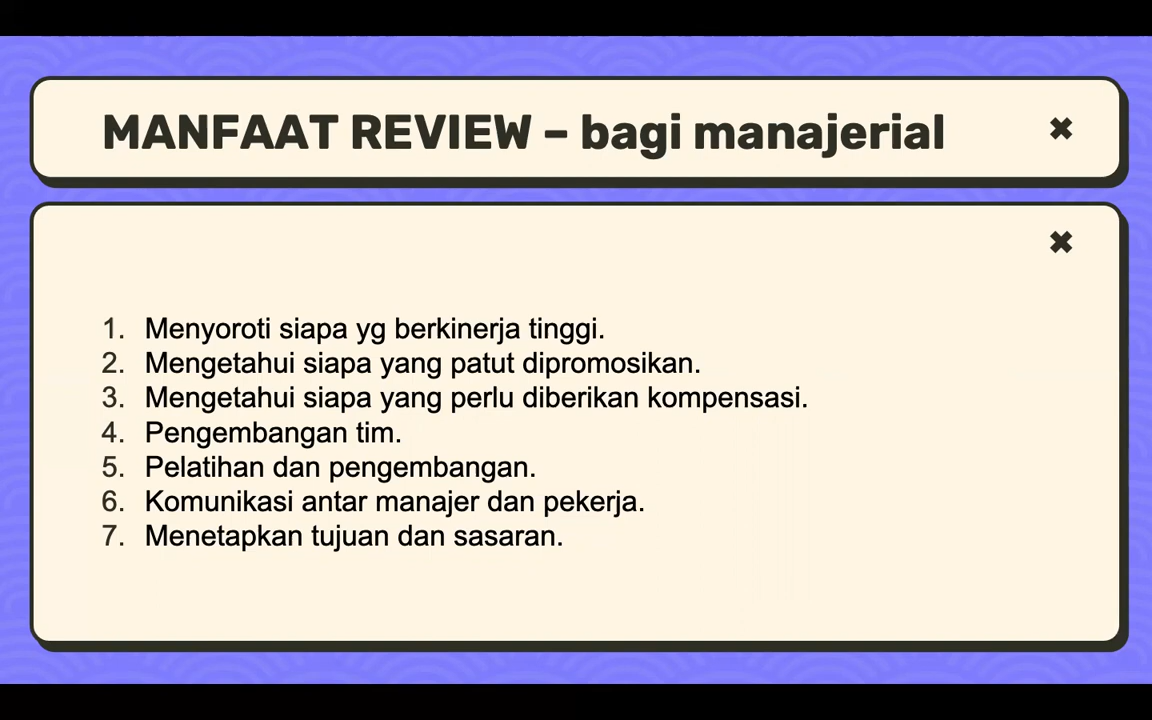 MANFAAT REVIEW – bagi manajerial
1. Menyoroti siapa yg berkinerja tinggi.
2. Mengetahui siapa yang patut dipromosikan.
3. Mengetahui siapa yang perlu diberikan kompensasi.
4. Pengembangan tim.
5. Pelatihan dan pengembangan.
6. Komunikasi antar manajer dan pekerja.
7. Menetapkan tujuan dan sasaran.